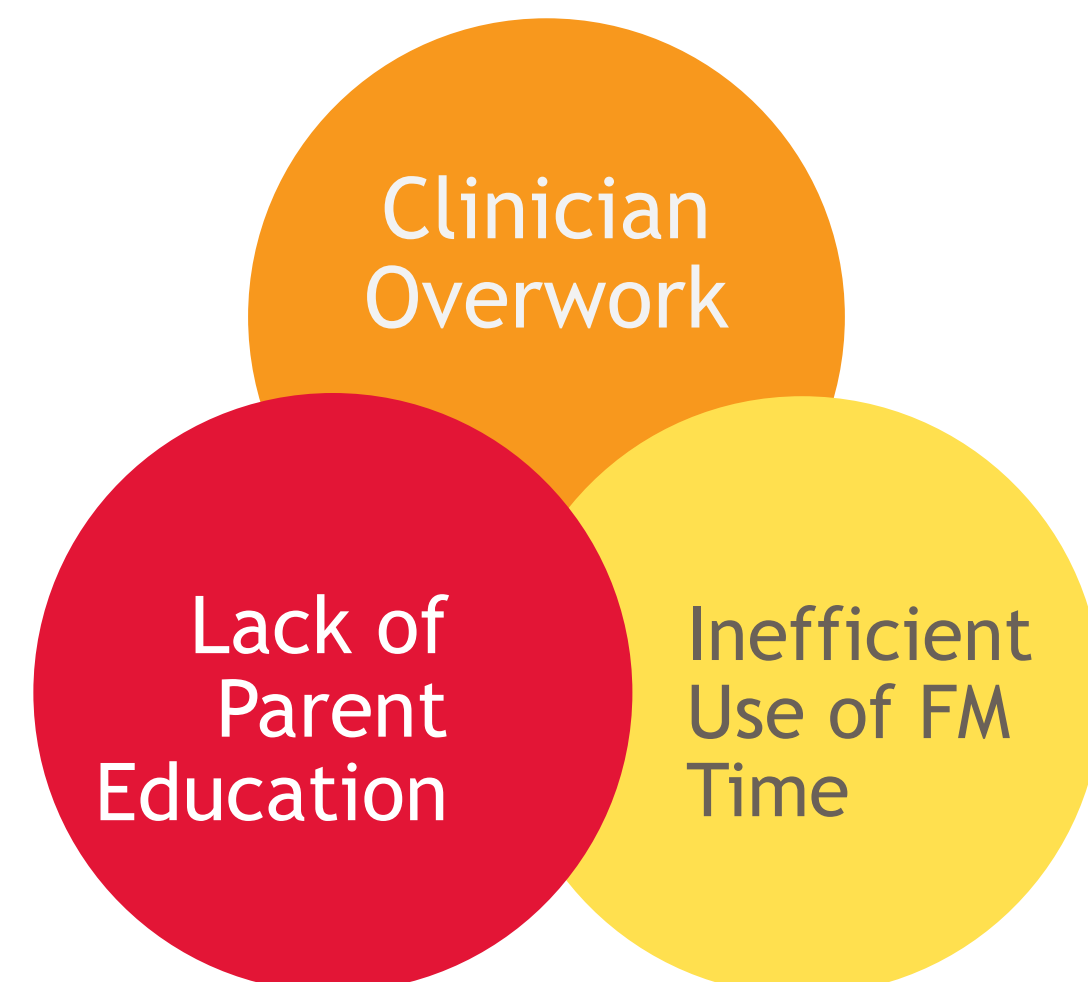 Clinician
Overwork
Lack of
Parent
Education
Inefficient
Use of FM
Time